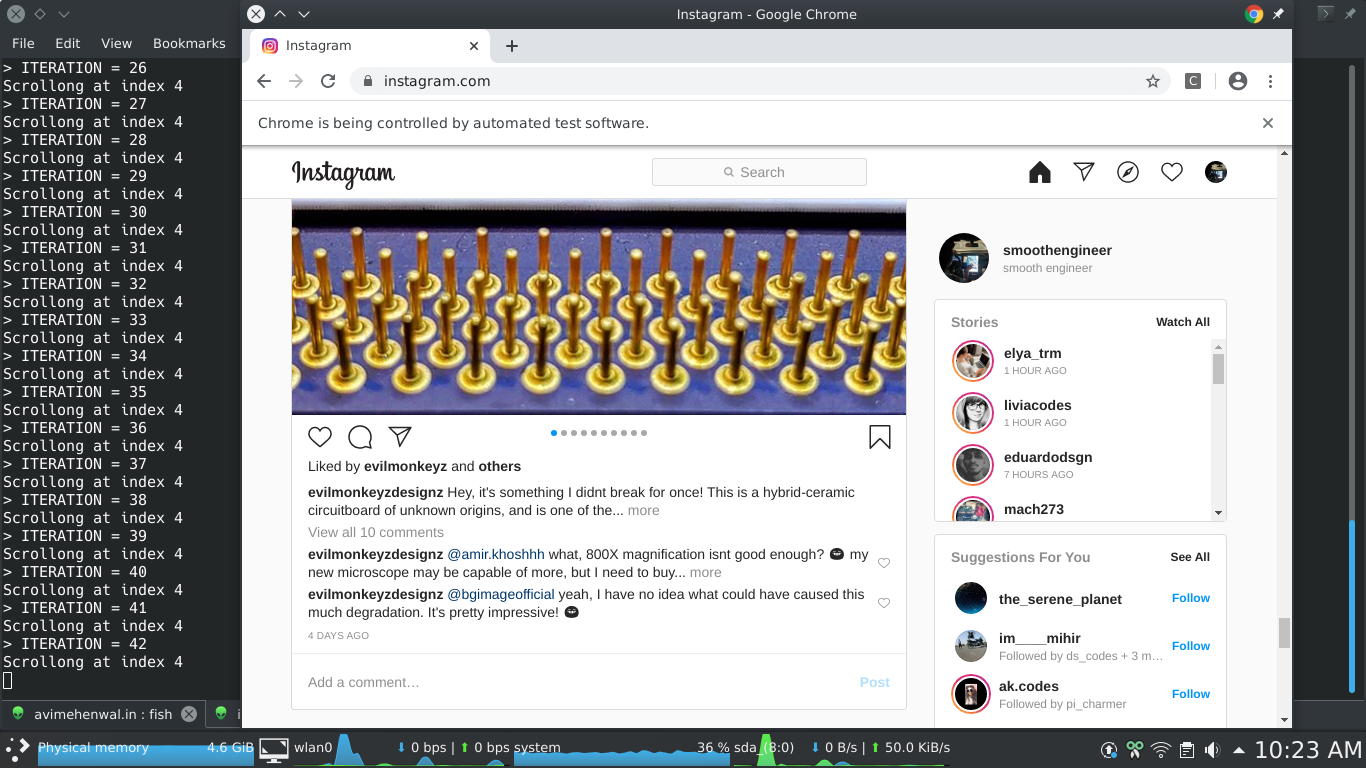 Instagram - Google Chrome
File Edit View Bookmarks
> ITERATION = 26
Scrollong at index 4
> ITERATION = 27
Scrollong at index 4
> ITERATION = 28
Scrollong at index 4
> ITERATION = 29
Scrollong at index 4
> ITERATION = 30
Scrollong at index 4
> ITERATION = 31
Scrollong at index 4
> ITERATION = 32
Scrollong at index 4
> ITERATION = 33
Scrollong at index 4
> ITERATION = 34
Scrollong at index 4
> ITERATION = 35
Scrollong at index 4
> ITERATION = 36
Scrollong at index 4
> ITERATION = 37
Scrollong at index 4
> ITERATION = 38
Scrollong at index 4
> ITERATION = 39
Scrollong at index 4
> ITERATION = 40
Scrollong at index 4
> ITERATION = 41
Scrollong at index 4
> ITERATION = 42
Scrollong at index 4
avimehenwal.in : fish
i
Instagram
instagram.com
C
Chrome is being controlled by automated test software.
Instagram
Search
Liked by evilmonkeyz and others
evilmonkeyzdesignz Hey, it's something I didnt break for once! This is a hybrid-ceramic
circuitboard of unknown origins, and is one of the... more
View all 10 comments
evilmonkeyzdesignz @amir.khoshhh what, 800X magnification isnt good enough? my
new microscope may be capable of more, but I need to buy... more
evilmonkeyzdesignz @bgimageofficial yeah, I have no idea what could have caused this
much degradation. It's pretty impressive!
4 DAYS AGO
Add a comment…
Post
smoothengineer
smooth engineer
Stories
Watch All
elya_trm
1 HOUR AGO
liviacodes
1 HOUR AGO
eduardodsgn
7 HOURS AGO
mach273
Suggestions For You
See All
the_serene_planet
Follow
im____mihir
Followed by ds_codes + 3 m…
Follow
ak.codes
Followed by pi_charmer
Follow
Physical memory 4.6 GiB
wlan0 0 bps | 0 bps
system 36 %
sda_(8:0) 0 B/s | 50.0 KiB/s
10:23 AM